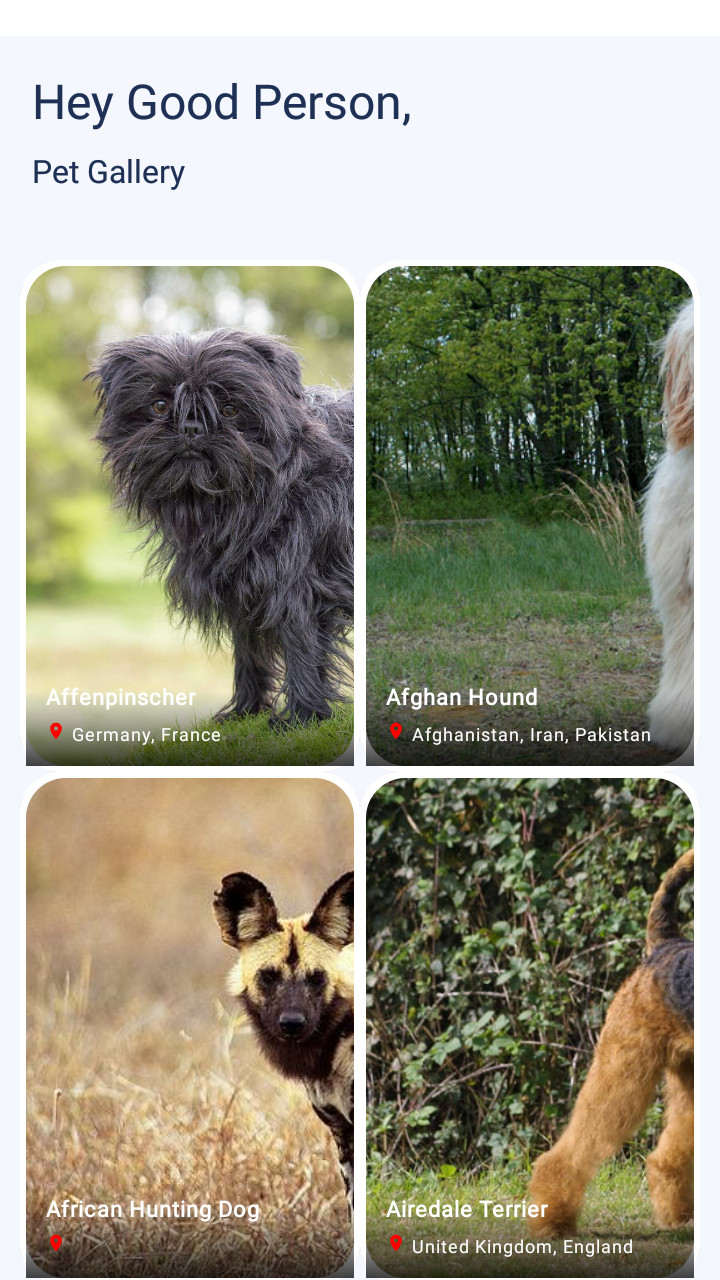 Hey Good Person,
Pet Gallery
Affenpinscher
Germany, France
Afghan Hound
Afghanistan, Iran, Pakistan
African Hunting Dog
Airedale Terrier
United Kingdom, England